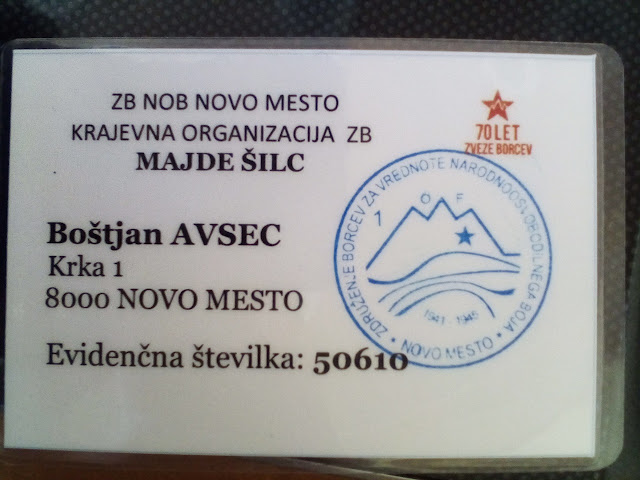 ZB NOB NOVO MESTO
KRAJEVNA ORGANIZACIJA ZB
MAJDE ŠILC
70 LET
ZVEZE BORCEV
Boštjan AVSEC
Krka 1
8000 NOVO MESTO
Evidenčna številka: 50610
ZDRUŽENJE BORCEV ZA VREDNOTE NARODNOOSVOBODILNEGA BOJA
• NOVO MESTO •
OF
1941 - 1945